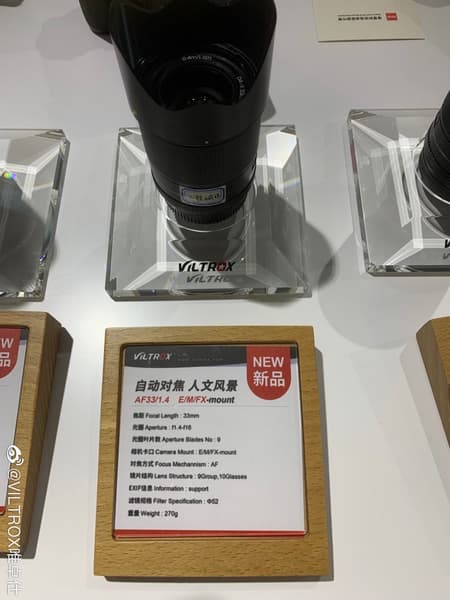 VILTROX
VILTROX
NEW
新品
自动对焦 人文风景
AF33/1.4 E/M/FX-mount
焦距 Focal Length : 33mm
光圈 Aperture : f1.4-f16
光圈叶片数 Aperture Blades No : 9
相机卡口 Camera Mount : E/M/FX-mount
对焦方式 Focus Mechannism : AF
镜片结构 Lens Structure : 9Group,10Glasses
EXIF信息 Information : support
滤镜规格 Filter Specification : Φ52
重量 Weight : 270g
NEW
品
@VILTROX唯卓仕